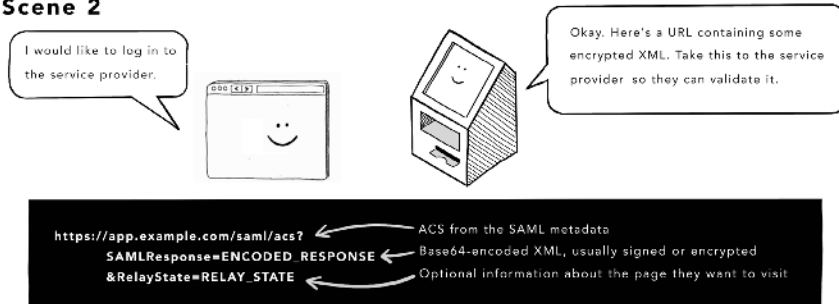 Scene 2
I would like to log in to
the service provider.
Okay. Here's a URL containing some
encrypted XML. Take this to the service
provider so they can validate it.
https://app.example.com/saml/acs?
ACS from the SAML metadata
SAMLResponse=ENCODED_RESPONSE
Base64-encoded XML, usually signed or encrypted
&RelayState=RELAY_STATE
Optional information about the page they want to visit